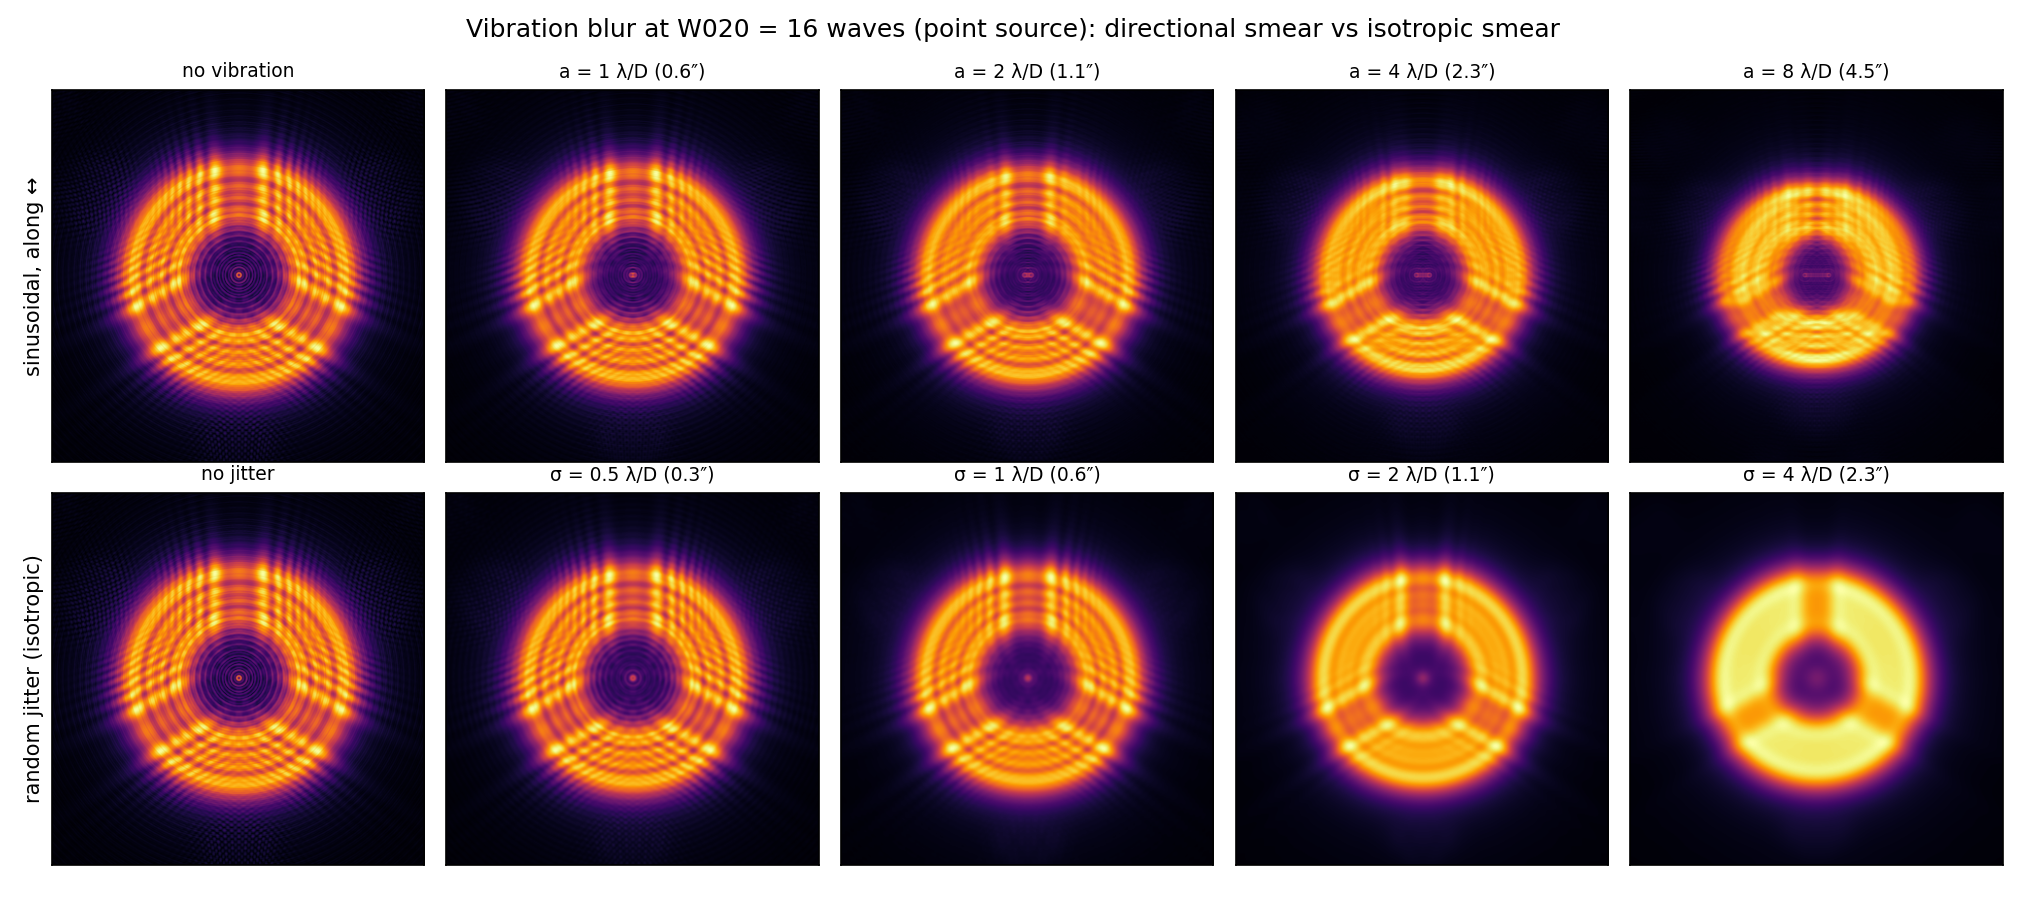 Vibration blur at W020 = 16 waves (point source): directional smear vs isotropic smear
no vibration
a = 1 λ/D (0.6″)
a = 2 λ/D (1.1″)
a = 4 λ/D (2.3″)
a = 8 λ/D (4.5″)
sinusoidal, along ↔
no jitter
σ = 0.5 λ/D (0.3″)
σ = 1 λ/D (0.6″)
σ = 2 λ/D (1.1″)
σ = 4 λ/D (2.3″)
random jitter (isotropic)